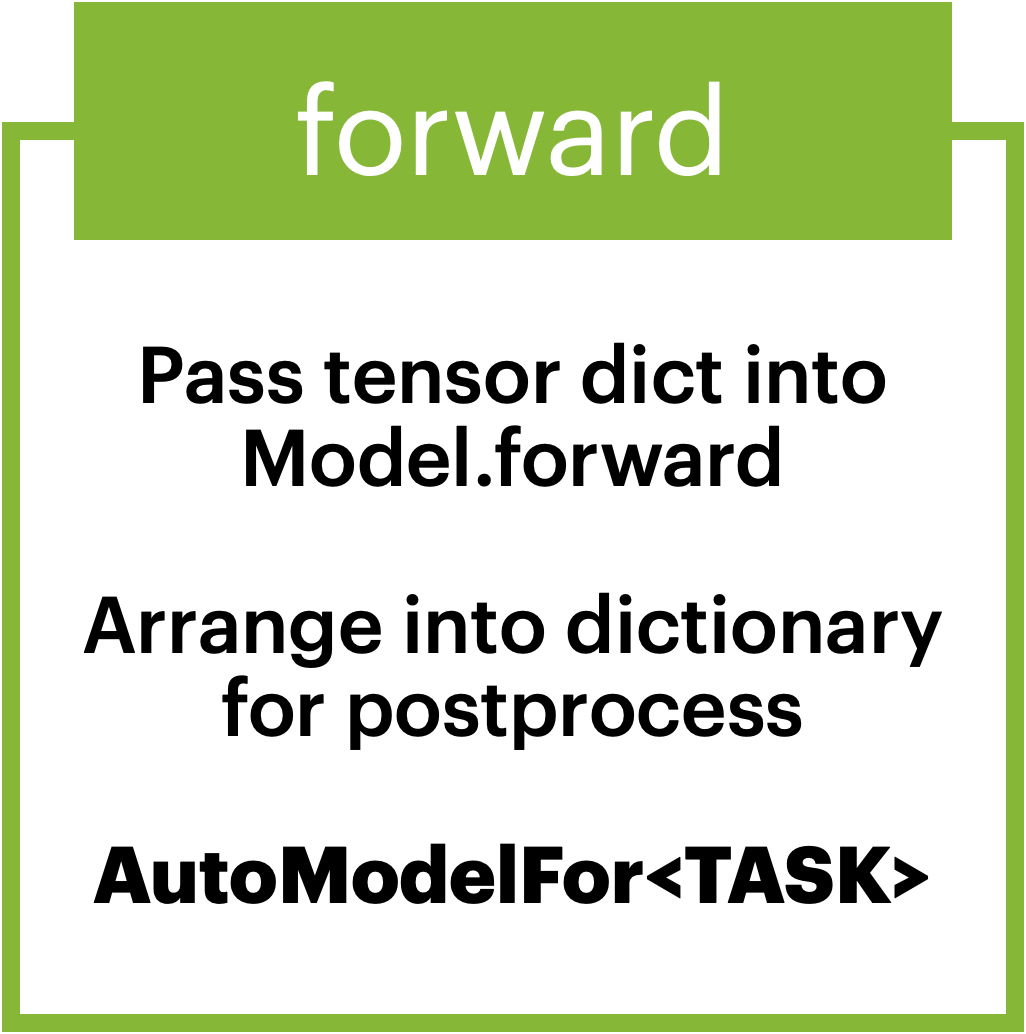 forward
Pass tensor dict into
Model.forward
Arrange into dictionary
for postprocess
AutoModelFor<TASK>